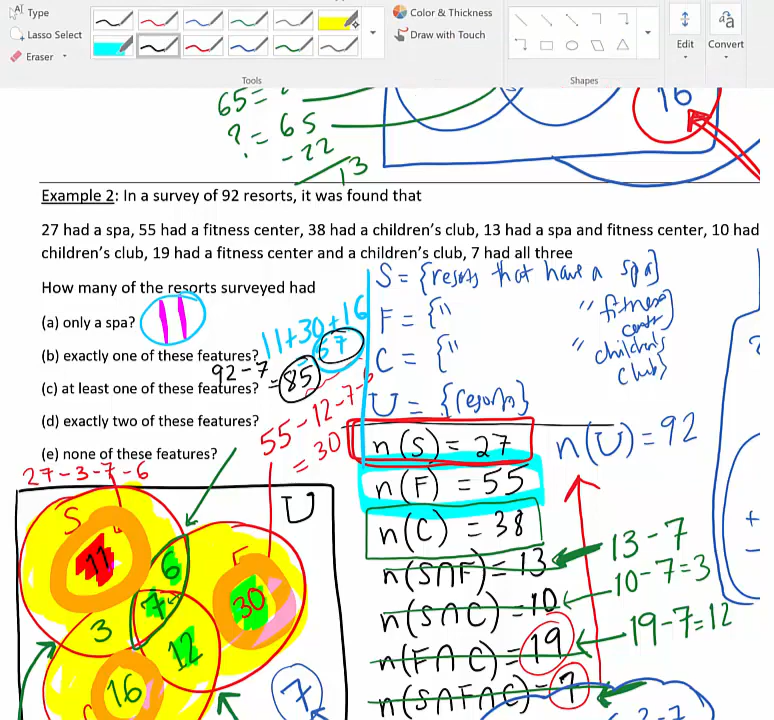 Type
Lasso Select
Eraser
Color & Thickness
Draw with Touch
Edit
Convert
Tools
Shapes
65=
? = 65
-22
13
16
Example 2: In a survey of 92 resorts, it was found that
27 had a spa, 55 had a fitness center, 38 had a children's club, 13 had a spa and fitness center, 10 had
children's club, 19 had a fitness center and a children's club, 7 had all three
How many of the resorts surveyed had
(a) only a spa? 11
(b) exactly one of these features?
11+30+16
= 57
(c) at least one of these features?
92-7 = 85
(d) exactly two of these features?
(e) none of these features?
S = {resorts that have a spa}
F = {" " fitness center}
C = {" " children's club}
U = {resorts}
n(S) = 27
n(U) = 92
n(F) = 55
n(C) = 38
n(S∩F) = 13
13-7
n(S∩C) = 10
10-7=3
n(F∩C) = 19
19-7=12
n(S∩F∩C) = 7
55-12-7-6
= 30
27-3-7-6
S
U
F
11
6
7
30
3
12
16
7
2-7